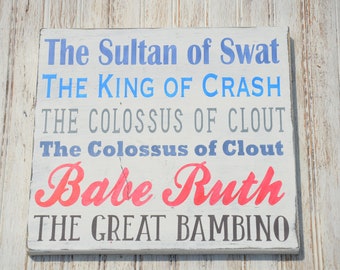 The Sultan of Swat
THE KING OF CRASH
THE COLOSSUS OF CLOUT
The Colossus of Clout
Babe Ruth
THE GREAT BAMBINO